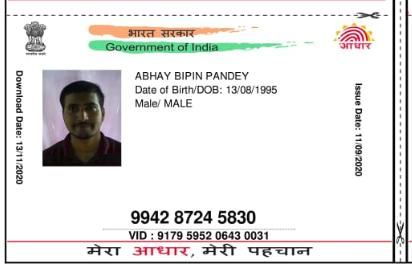 भारत सरकार
Government of India
आधार
Download Date: 13/11/2020
ABHAY BIPIN PANDEY
Date of Birth/DOB: 13/08/1995
Male/ MALE
Issue Date: 11/09/2020
9942 8724 5830
VID : 9179 5952 0643 0031
मेरा आधार, मेरी पहचान